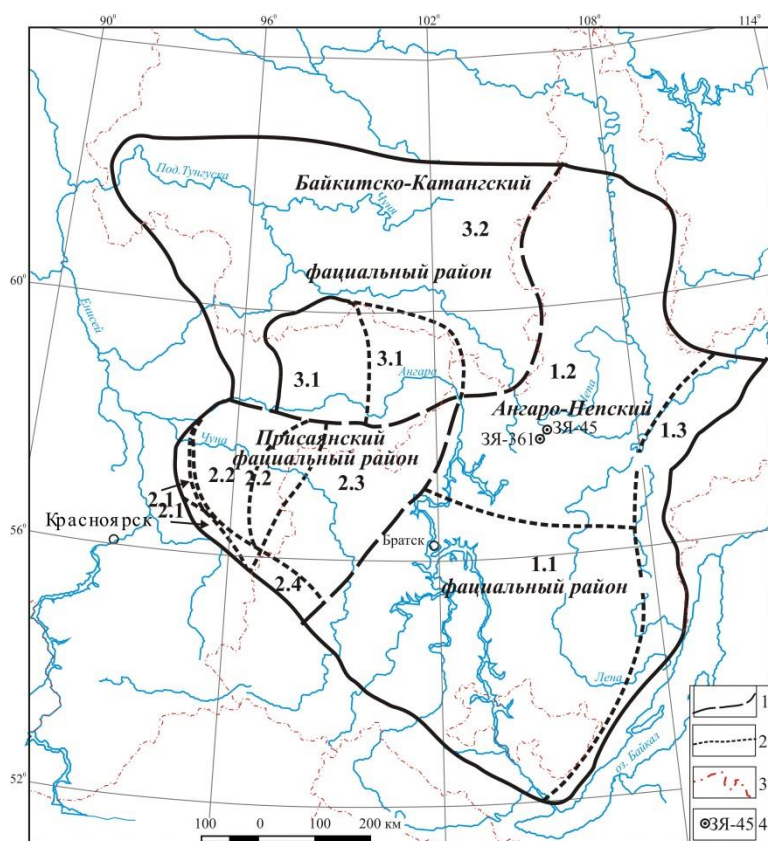 90° 96° 102° 108° 114°
Под.Тунгуска
Байкитско-Катангский
Чуня
3.2
60°
фациальный район
Енисей
3.1
3.1
Ангара
1.2
Непа
Ангаро-Непский
ЗЯ-45
1.3
ЗЯ-361
Чуна
Присаянский
фациальный район
2.2
2.2
2.3
2.1
2.1
56°
Красноярск
Братск
1.1
фациальный район
2.4
Лена
оз. Байкал
52°
1
2
3
ЗЯ-45 4
100 0 100 200 км